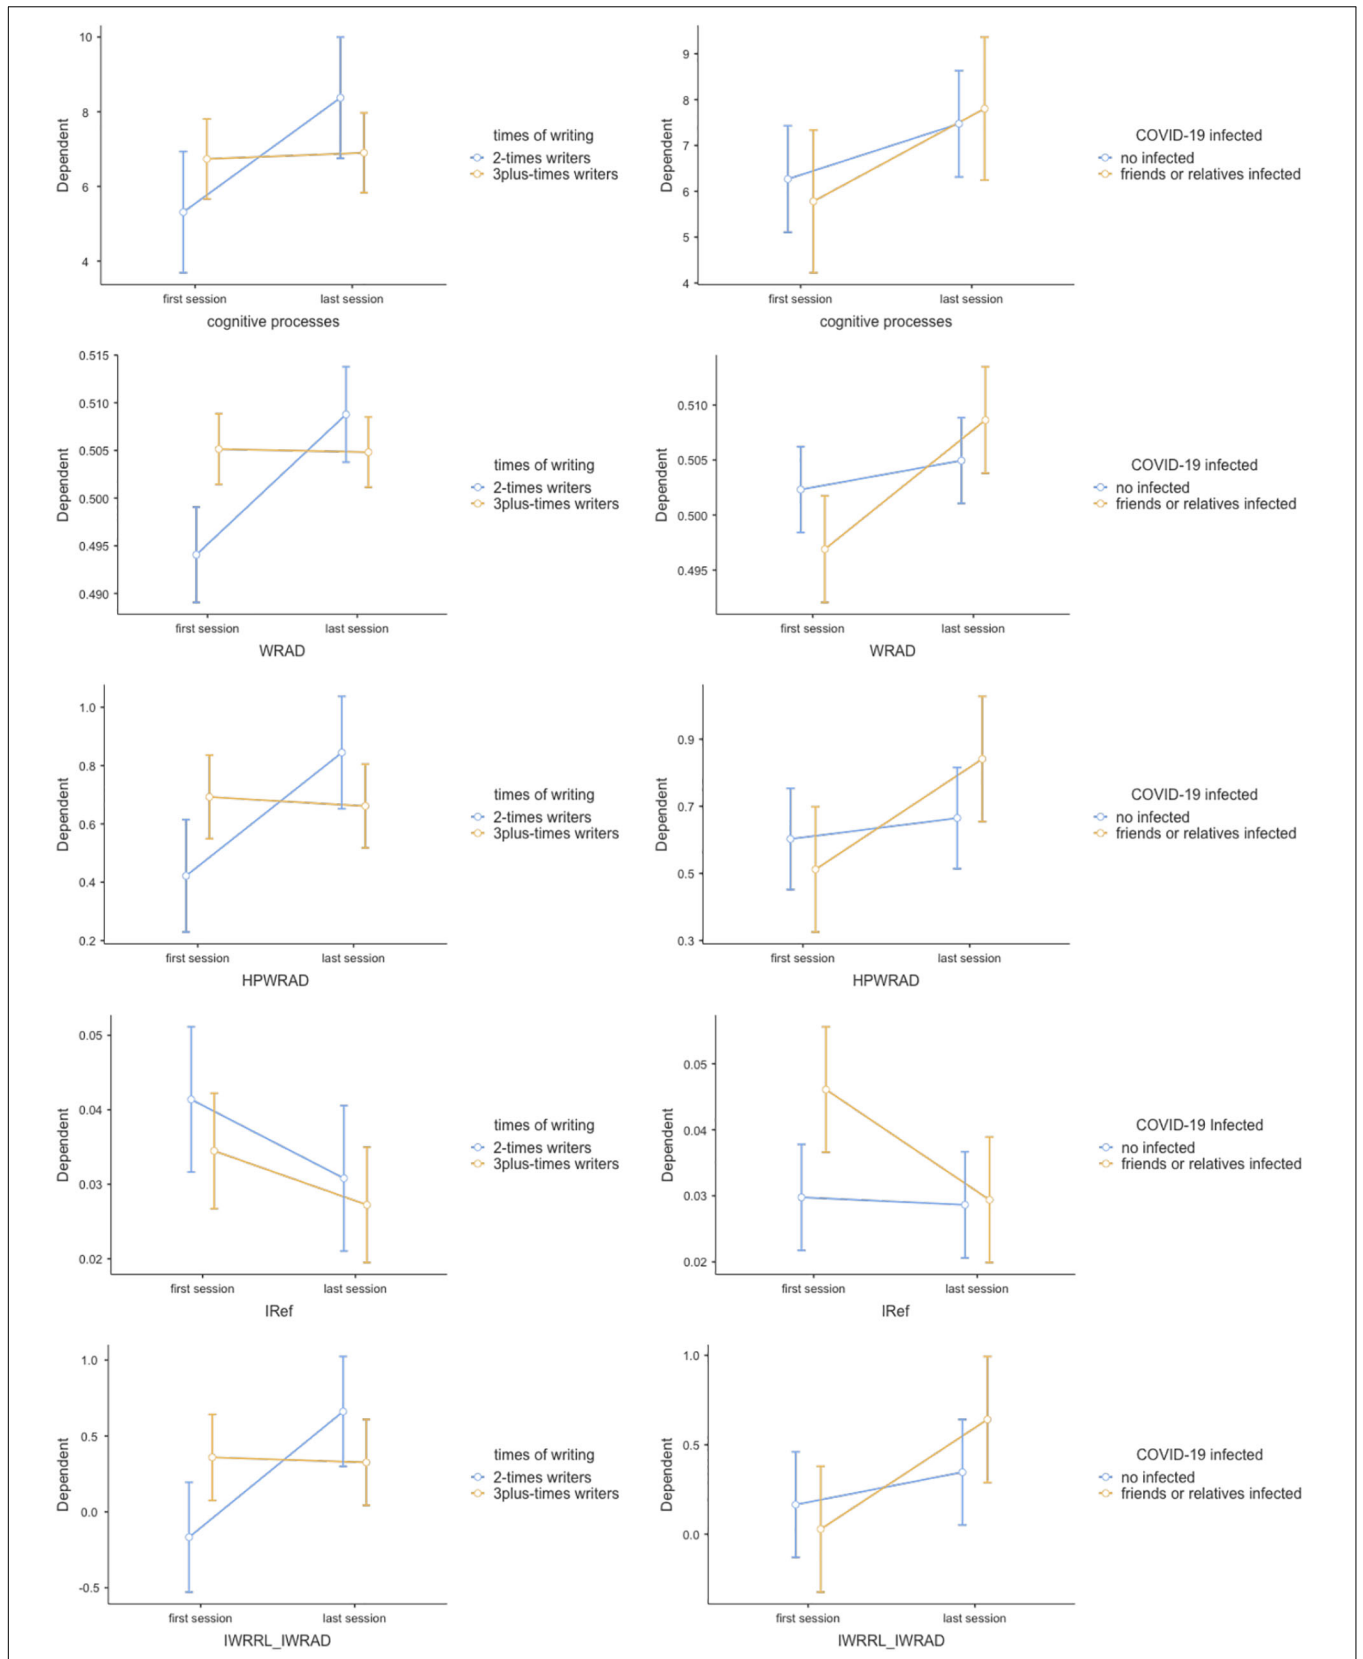 10
8
6
4
Dependent
first session
last session
cognitive processes
times of writing
2-times writers
3plus-times writers
9
8
7
6
5
4
Dependent
first session
last session
cognitive processes
COVID-19 infected
no infected
friends or relatives infected
0.515
0.510
0.505
0.500
0.495
0.490
Dependent
first session
last session
WRAD
times of writing
2-times writers
3plus-times writers
0.510
0.505
0.500
0.495
Dependent
first session
last session
WRAD
COVID-19 infected
no infected
friends or relatives infected
1.0
0.8
0.6
0.4
0.2
Dependent
first session
last session
HPWRAD
times of writing
2-times writers
3plus-times writers
0.9
0.7
0.5
0.3
Dependent
first session
last session
HPWRAD
COVID-19 infected
no infected
friends or relatives infected
0.05
0.04
0.03
0.02
Dependent
first session
last session
IRef
times of writing
2-times writers
3plus-times writers
0.05
0.04
0.03
0.02
Dependent
first session
last session
IRef
COVID-19 Infected
no infected
friends or relatives infected
1.0
0.5
0.0
-0.5
Dependent
first session
last session
IWRRL_IWRAD
times of writing
2-times writers
3plus-times writers
1.0
0.5
0.0
Dependent
first session
last session
IWRRL_IWRAD
COVID-19 infected
no infected
friends or relatives infected